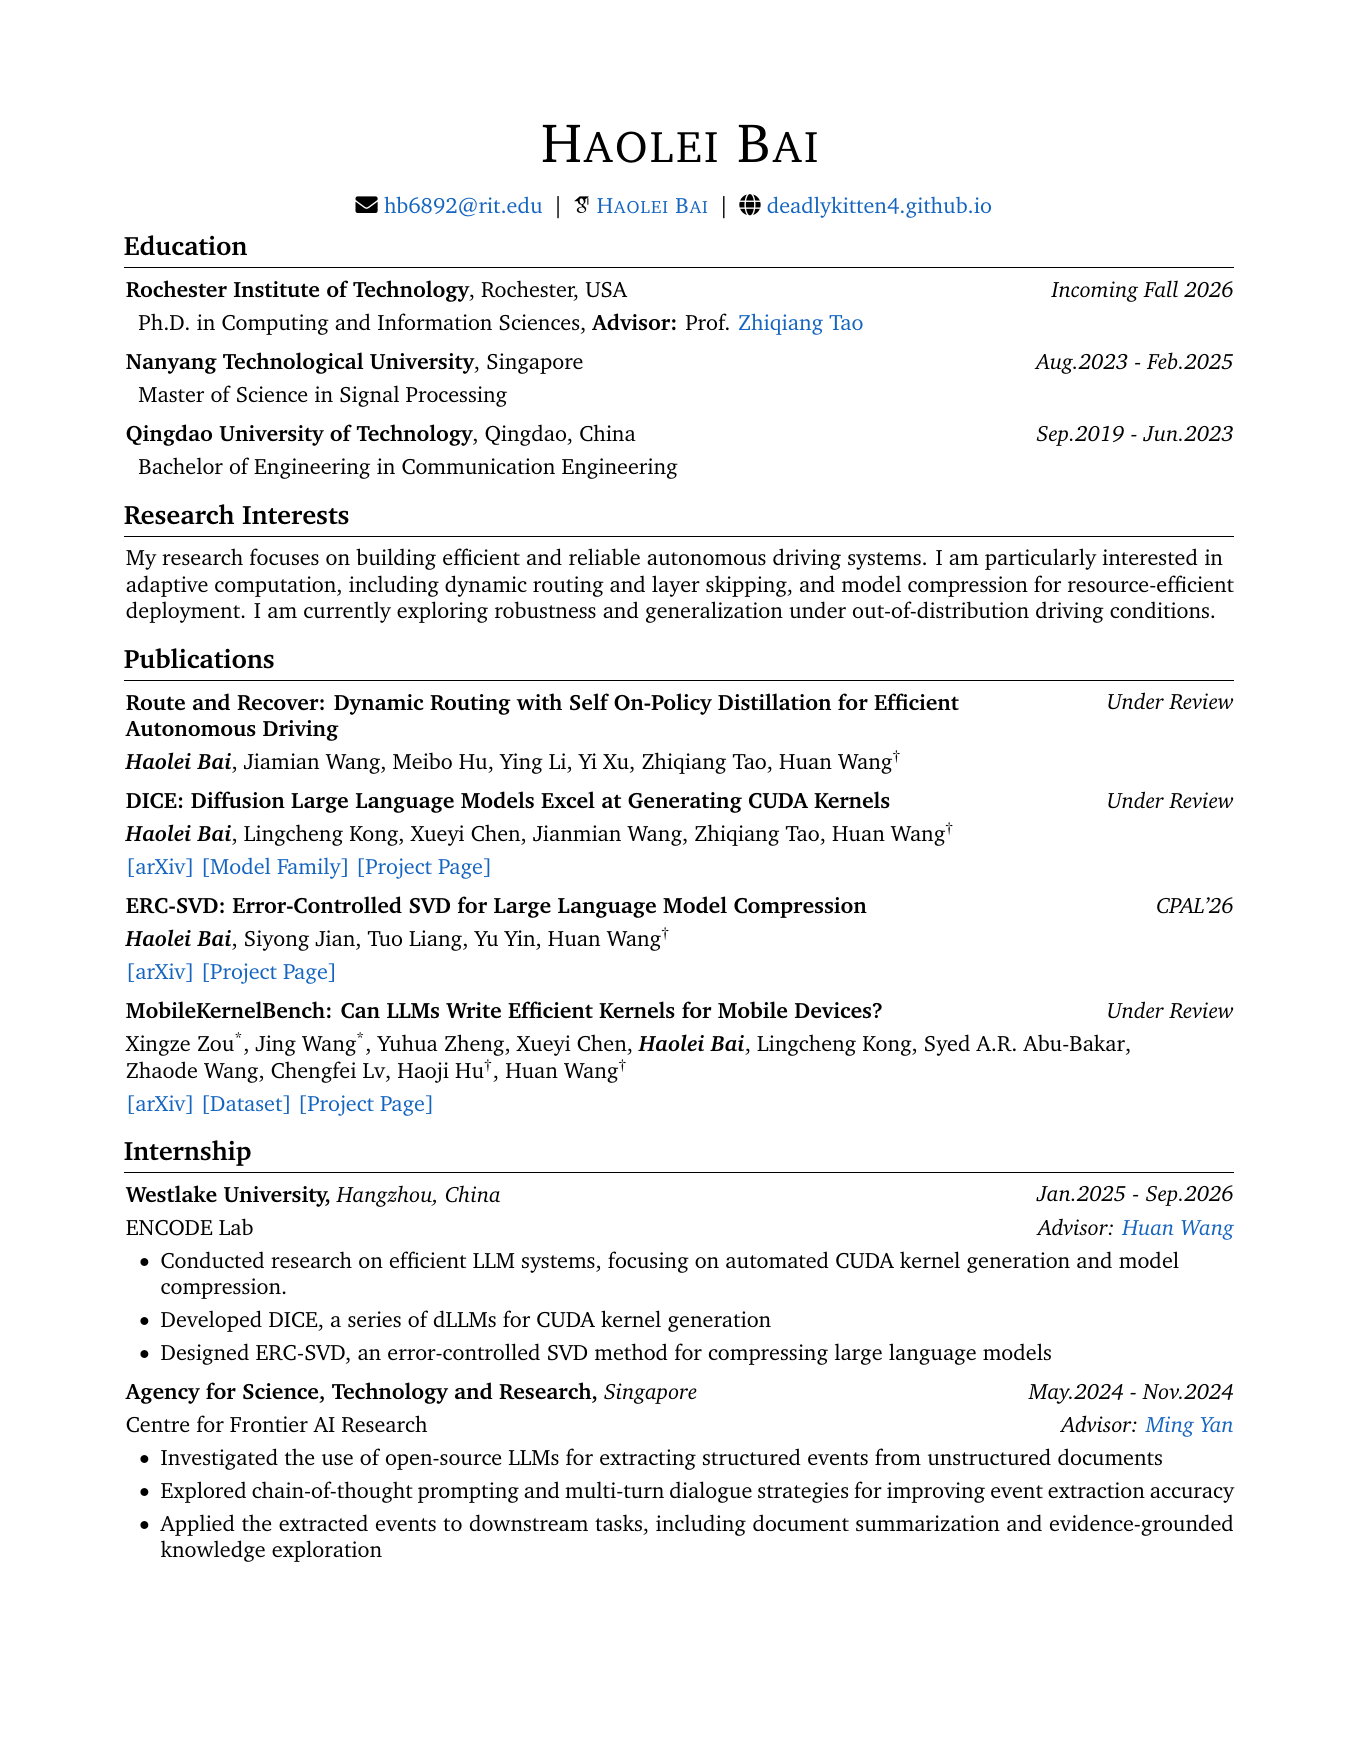 HAOLEI BAI
hb6892@rit.edu | HAOLEI BAI | deadlykitten4.github.io
Education
Rochester Institute of Technology, Rochester, USA Incoming Fall 2026
Ph.D. in Computing and Information Sciences, Advisor: Prof. Zhiqiang Tao
Nanyang Technological University, Singapore Aug.2023 - Feb.2025
Master of Science in Signal Processing
Qingdao University of Technology, Qingdao, China Sep.2019 - Jun.2023
Bachelor of Engineering in Communication Engineering
Research Interests
My research focuses on building efficient and reliable autonomous driving systems. I am particularly interested in
adaptive computation, including dynamic routing and layer skipping, and model compression for resource-efficient
deployment. I am currently exploring robustness and generalization under out-of-distribution driving conditions.
Publications
Route and Recover: Dynamic Routing with Self On-Policy Distillation for Efficient Under Review
Autonomous Driving
Haolei Bai, Jiamian Wang, Meibo Hu, Ying Li, Yi Xu, Zhiqiang Tao, Huan Wang†
DICE: Diffusion Large Language Models Excel at Generating CUDA Kernels Under Review
Haolei Bai, Lingcheng Kong, Xueyi Chen, Jianmian Wang, Zhiqiang Tao, Huan Wang†
[arXiv] [Model Family] [Project Page]
ERC-SVD: Error-Controlled SVD for Large Language Model Compression CPAL’26
Haolei Bai, Siyong Jian, Tuo Liang, Yu Yin, Huan Wang†
[arXiv] [Project Page]
MobileKernelBench: Can LLMs Write Efficient Kernels for Mobile Devices? Under Review
Xingze Zou*, Jing Wang*, Yuhua Zheng, Xueyi Chen, Haolei Bai, Lingcheng Kong, Syed A.R. Abu-Bakar,
Zhaode Wang, Chengfei Lv, Haoji Hu†, Huan Wang†
[arXiv] [Dataset] [Project Page]
Internship
Westlake University, Hangzhou, China Jan.2025 - Sep.2026
ENCODE Lab Advisor: Huan Wang
• Conducted research on efficient LLM systems, focusing on automated CUDA kernel generation and model
compression.
• Developed DICE, a series of dLLMs for CUDA kernel generation
• Designed ERC-SVD, an error-controlled SVD method for compressing large language models
Agency for Science, Technology and Research, Singapore May.2024 - Nov.2024
Centre for Frontier AI Research Advisor: Ming Yan
• Investigated the use of open-source LLMs for extracting structured events from unstructured documents
• Explored chain-of-thought prompting and multi-turn dialogue strategies for improving event extraction accuracy
• Applied the extracted events to downstream tasks, including document summarization and evidence-grounded
knowledge exploration